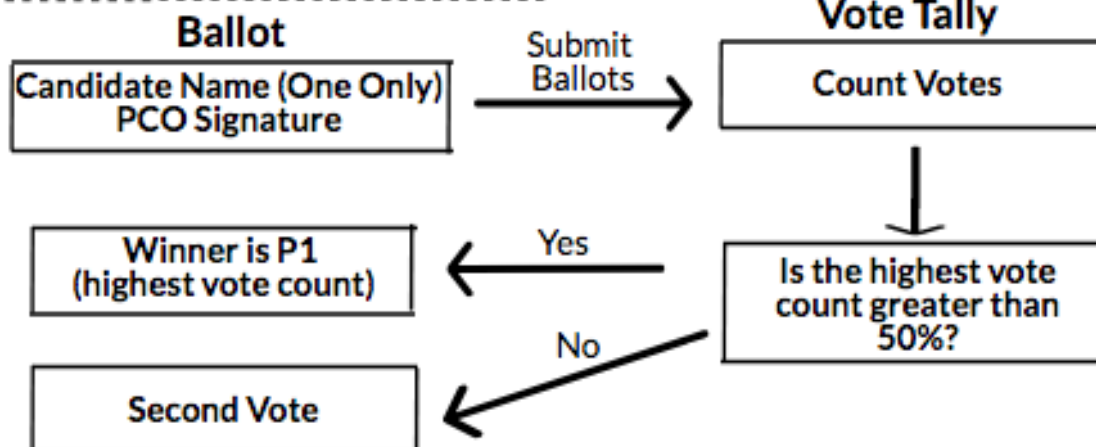 Ballot
Candidate Name (One Only)
PCO Signature
Submit
Ballots
Vote Tally
Count Votes
Is the highest vote
count greater than
50%?
Yes
Winner is P1
(highest vote count)
No
Second Vote